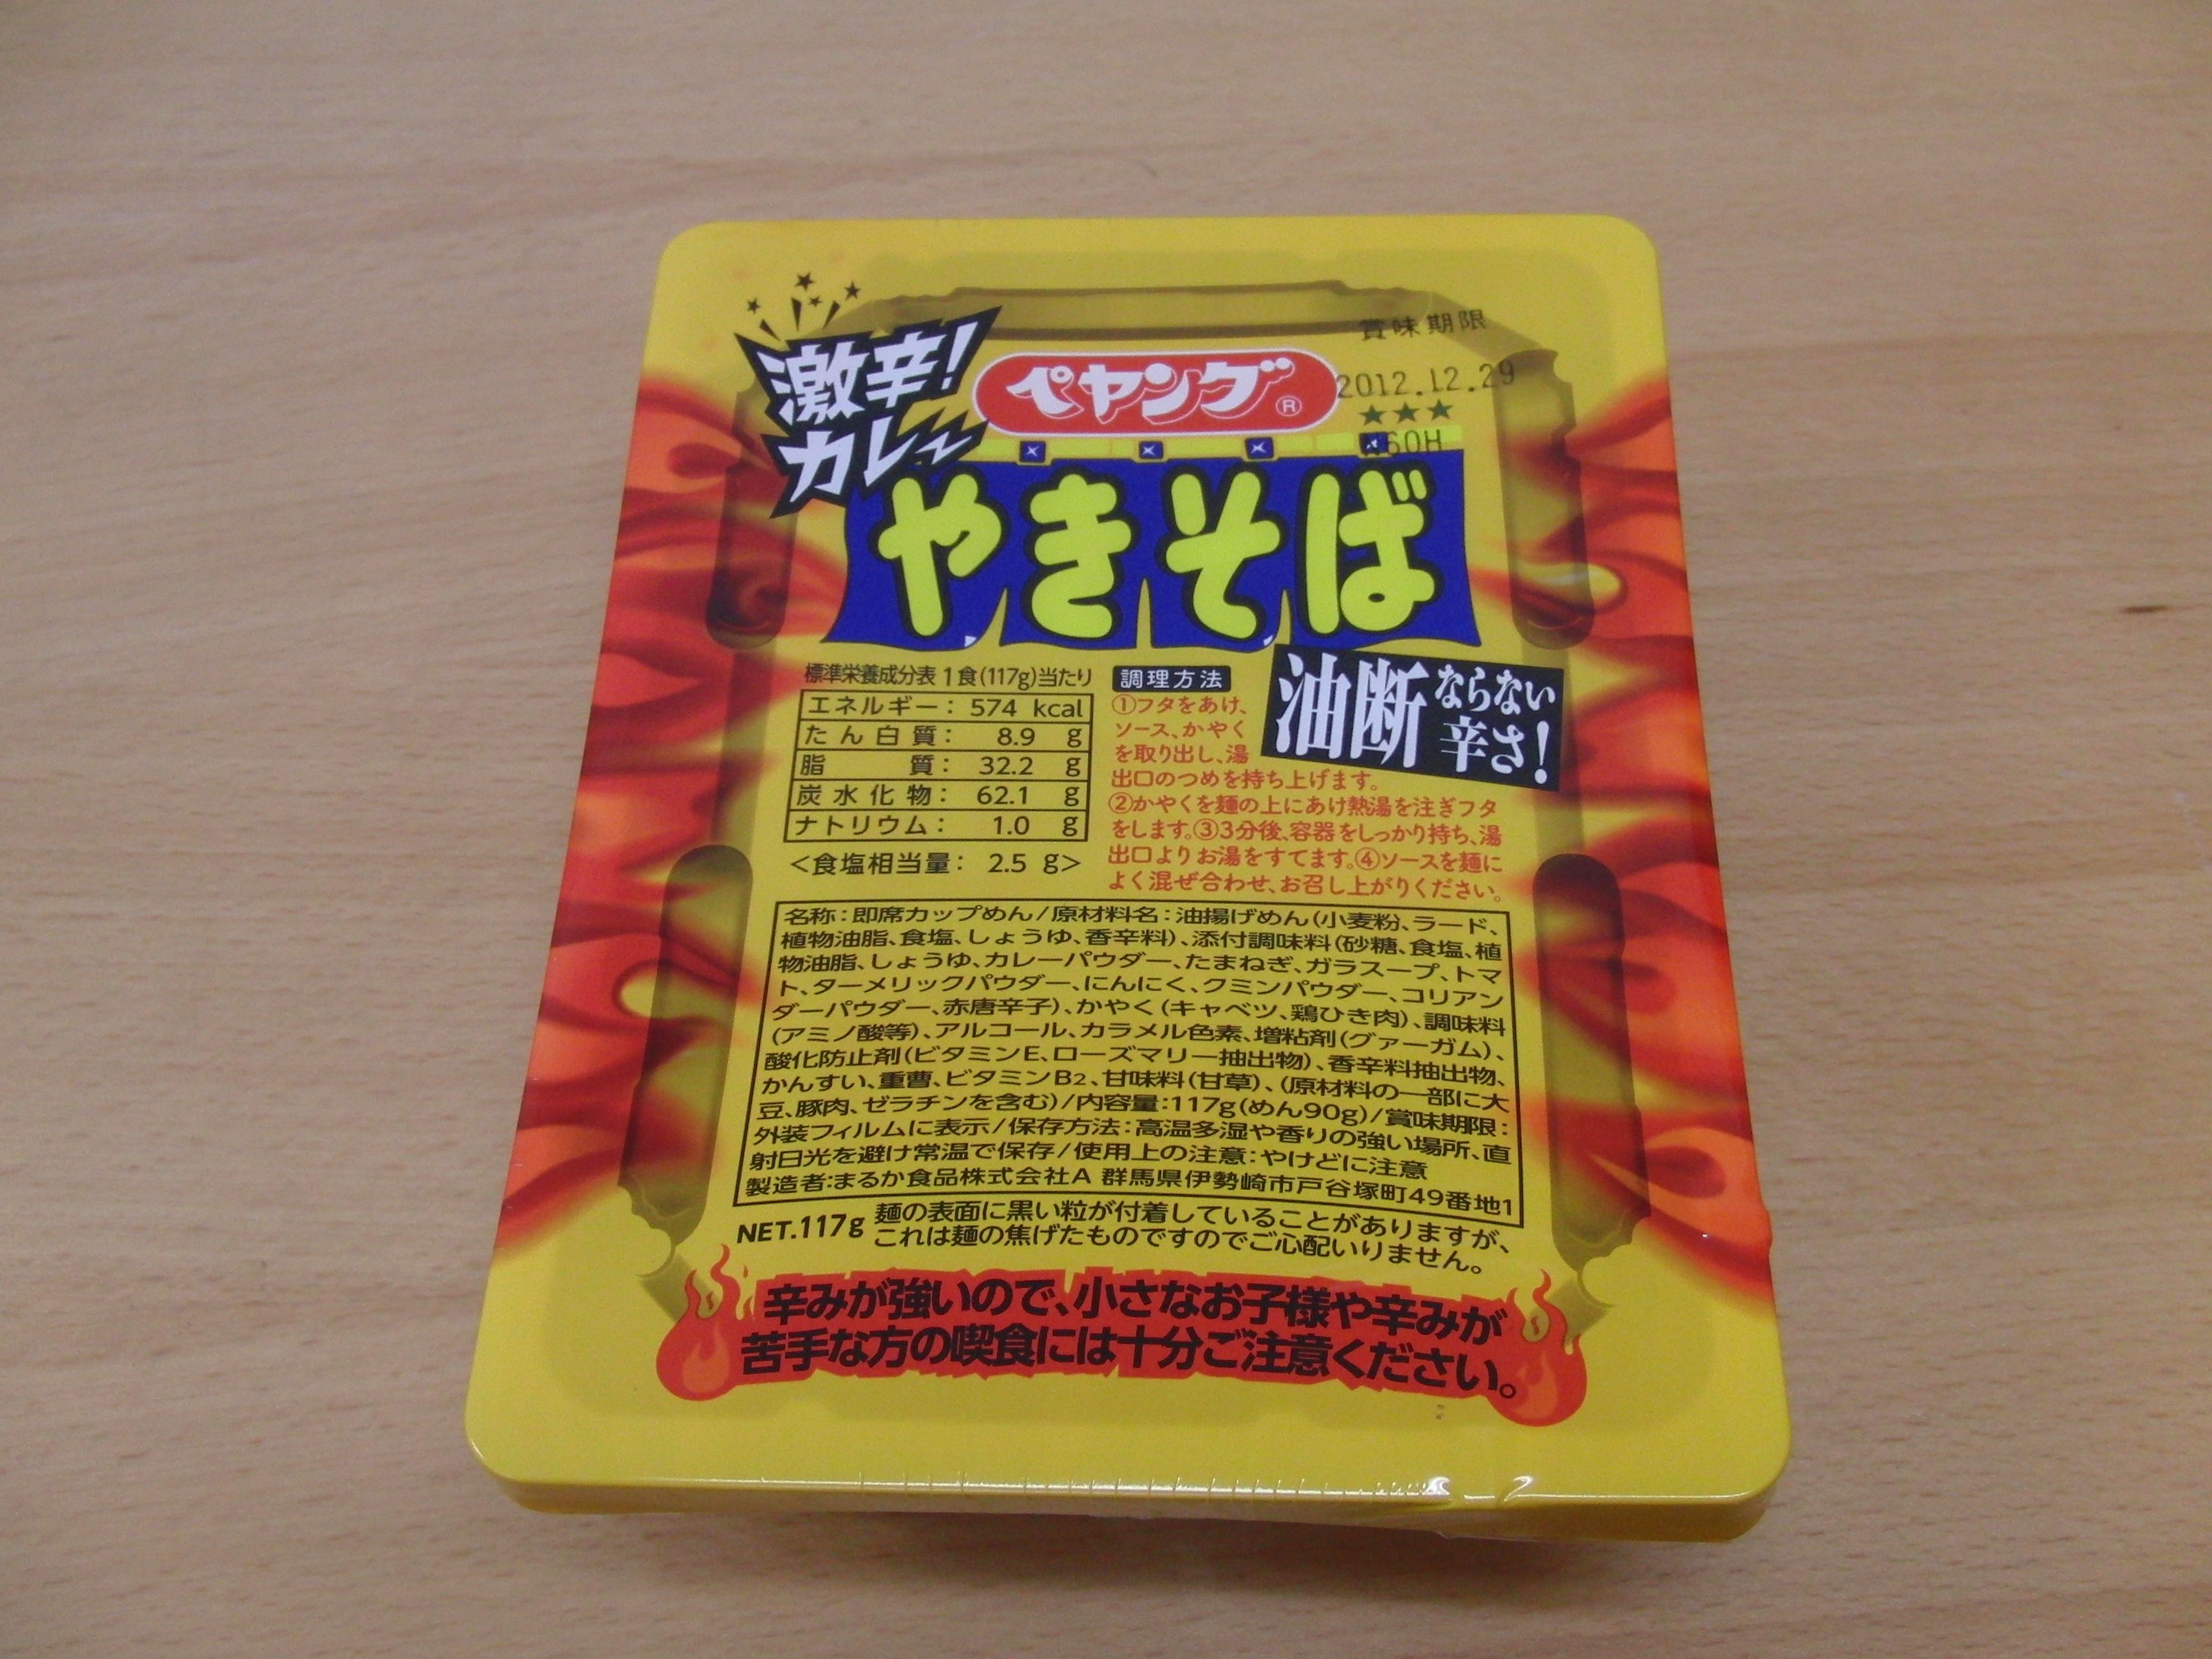 激辛!
カレー
ペヤング®
賞味期限
2012.12.29
★★★
60H
やきそば
油断ならない
辛さ!
標準栄養成分表 1食(117g)当たり
エネルギー: 574 kcal
たん白質: 8.9 g
脂質: 32.2 g
炭水化物: 62.1 g
ナトリウム: 1.0 g
<食塩相当量: 2.5 g>
調理方法
①フタをあけ、
ソース、かやく
を取り出し、湯
出口のつめを持ち上げます。
②かやくを麺の上にあけ熱湯を注ぎフタ
をします。③3分後、容器をしっかり持ち、湯
出口よりお湯をすてます。④ソースを麺に
よく混ぜ合わせ、お召し上がりください。
名称:即席カップめん/原材料名:油揚げめん(小麦粉、ラード、
植物油脂、食塩、しょうゆ、香辛料)、添付調味料(砂糖、食塩、植
物油脂、しょうゆ、カレーパウダー、たまねぎ、ガラスープ、トマ
ト、ターメリックパウダー、にんにく、クミンパウダー、コリアン
ダーパウダー、赤唐辛子)、かやく(キャベツ、鶏ひき肉)、調味料
(アミノ酸等)、アルコール、カラメル色素、増粘剤(グァーガム)、
酸化防止剤(ビタミンE、ローズマリー抽出物)、香辛料抽出物、
かんすい、重曹、ビタミンB2、甘味料(甘草)、(原材料の一部に大
豆、豚肉、ゼラチンを含む)/内容量:117g(めん90g)/賞味期限:
外装フィルムに表示/保存方法:高温多湿や香りの強い場所、直
射日光を避け常温で保存/使用上の注意:やけどに注意
製造者:まるか食品株式会社A 群馬県伊勢崎市戸谷塚町49番地1
NET.117g 麺の表面に黒い粒が付着していることがありますが、
これは麺の焦げたものですのでご心配いりません。
辛みが強いので、小さなお子様や辛みが
苦手な方の喫食には十分ご注意ください。